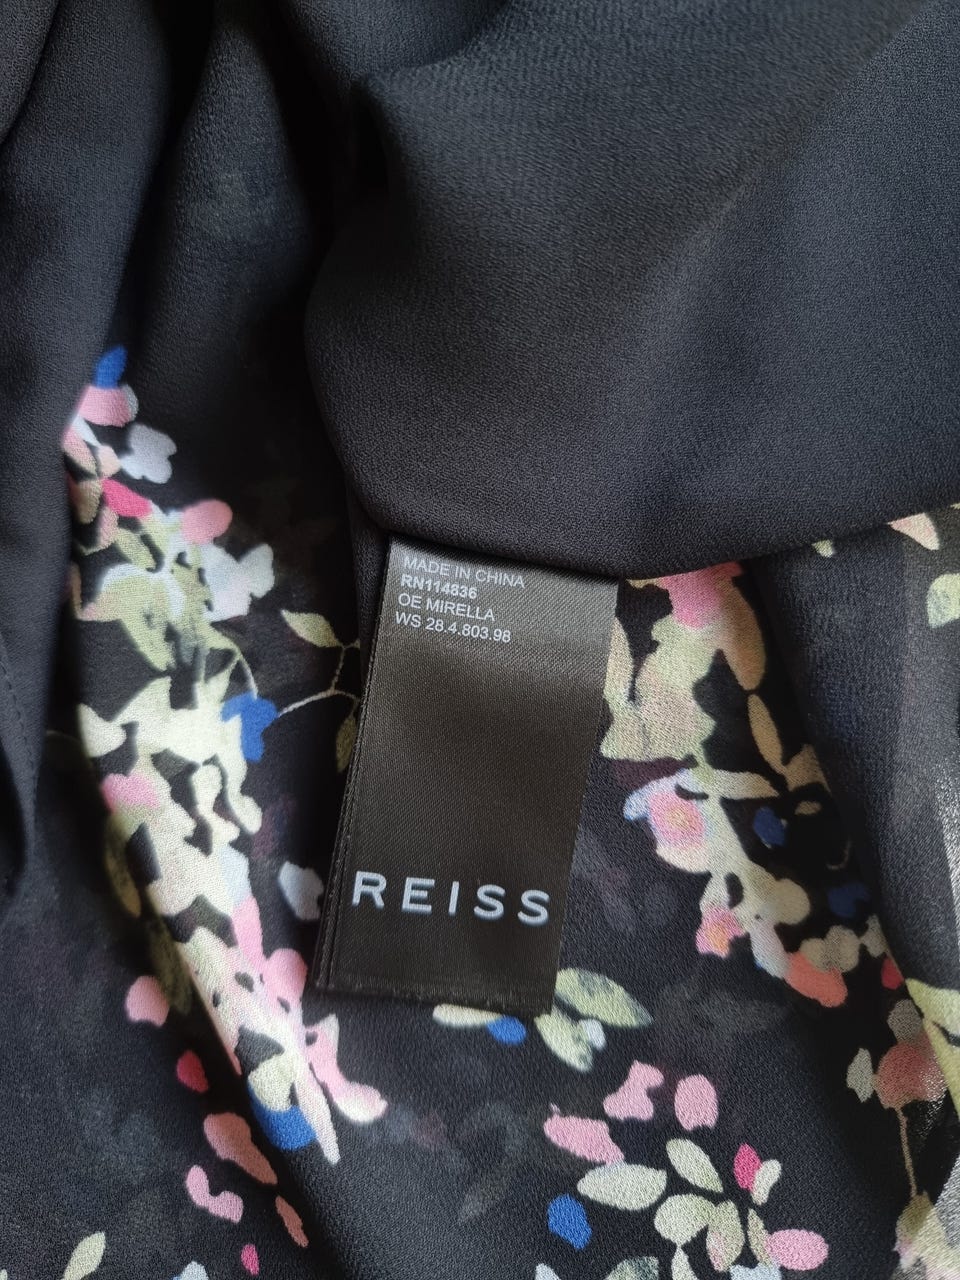 MADE IN CHINA
RN114836
OE MIRELLA
WS 28.4.803.98
REISS